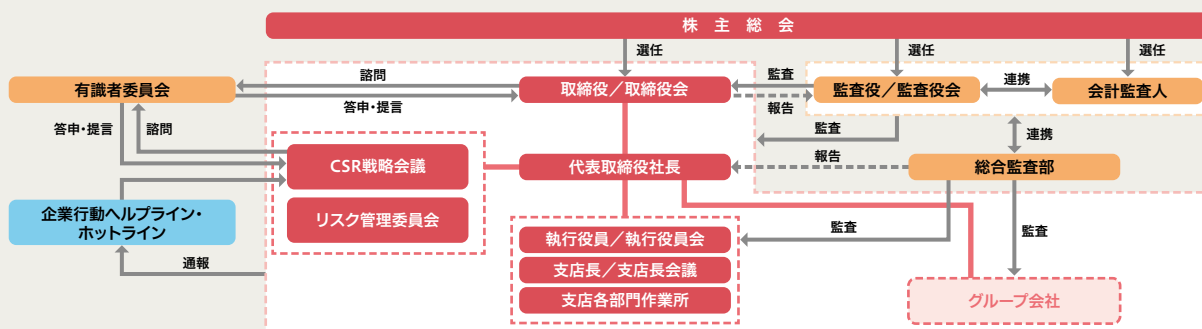 株主総会
選任
選任
選任
有識者委員会
諮問
答申・提言
取締役／取締役会
監査
報告
監査役／監査役会
連携
会計監査人
答申・提言
諮問
監査
連携
CSR戦略会議
代表取締役社長
報告
総合監査部
企業行動ヘルプライン・
ホットライン
リスク管理委員会
執行役員／執行役員会
監査
監査
通報
支店長／支店長会議
支店各部門作業所
グループ会社